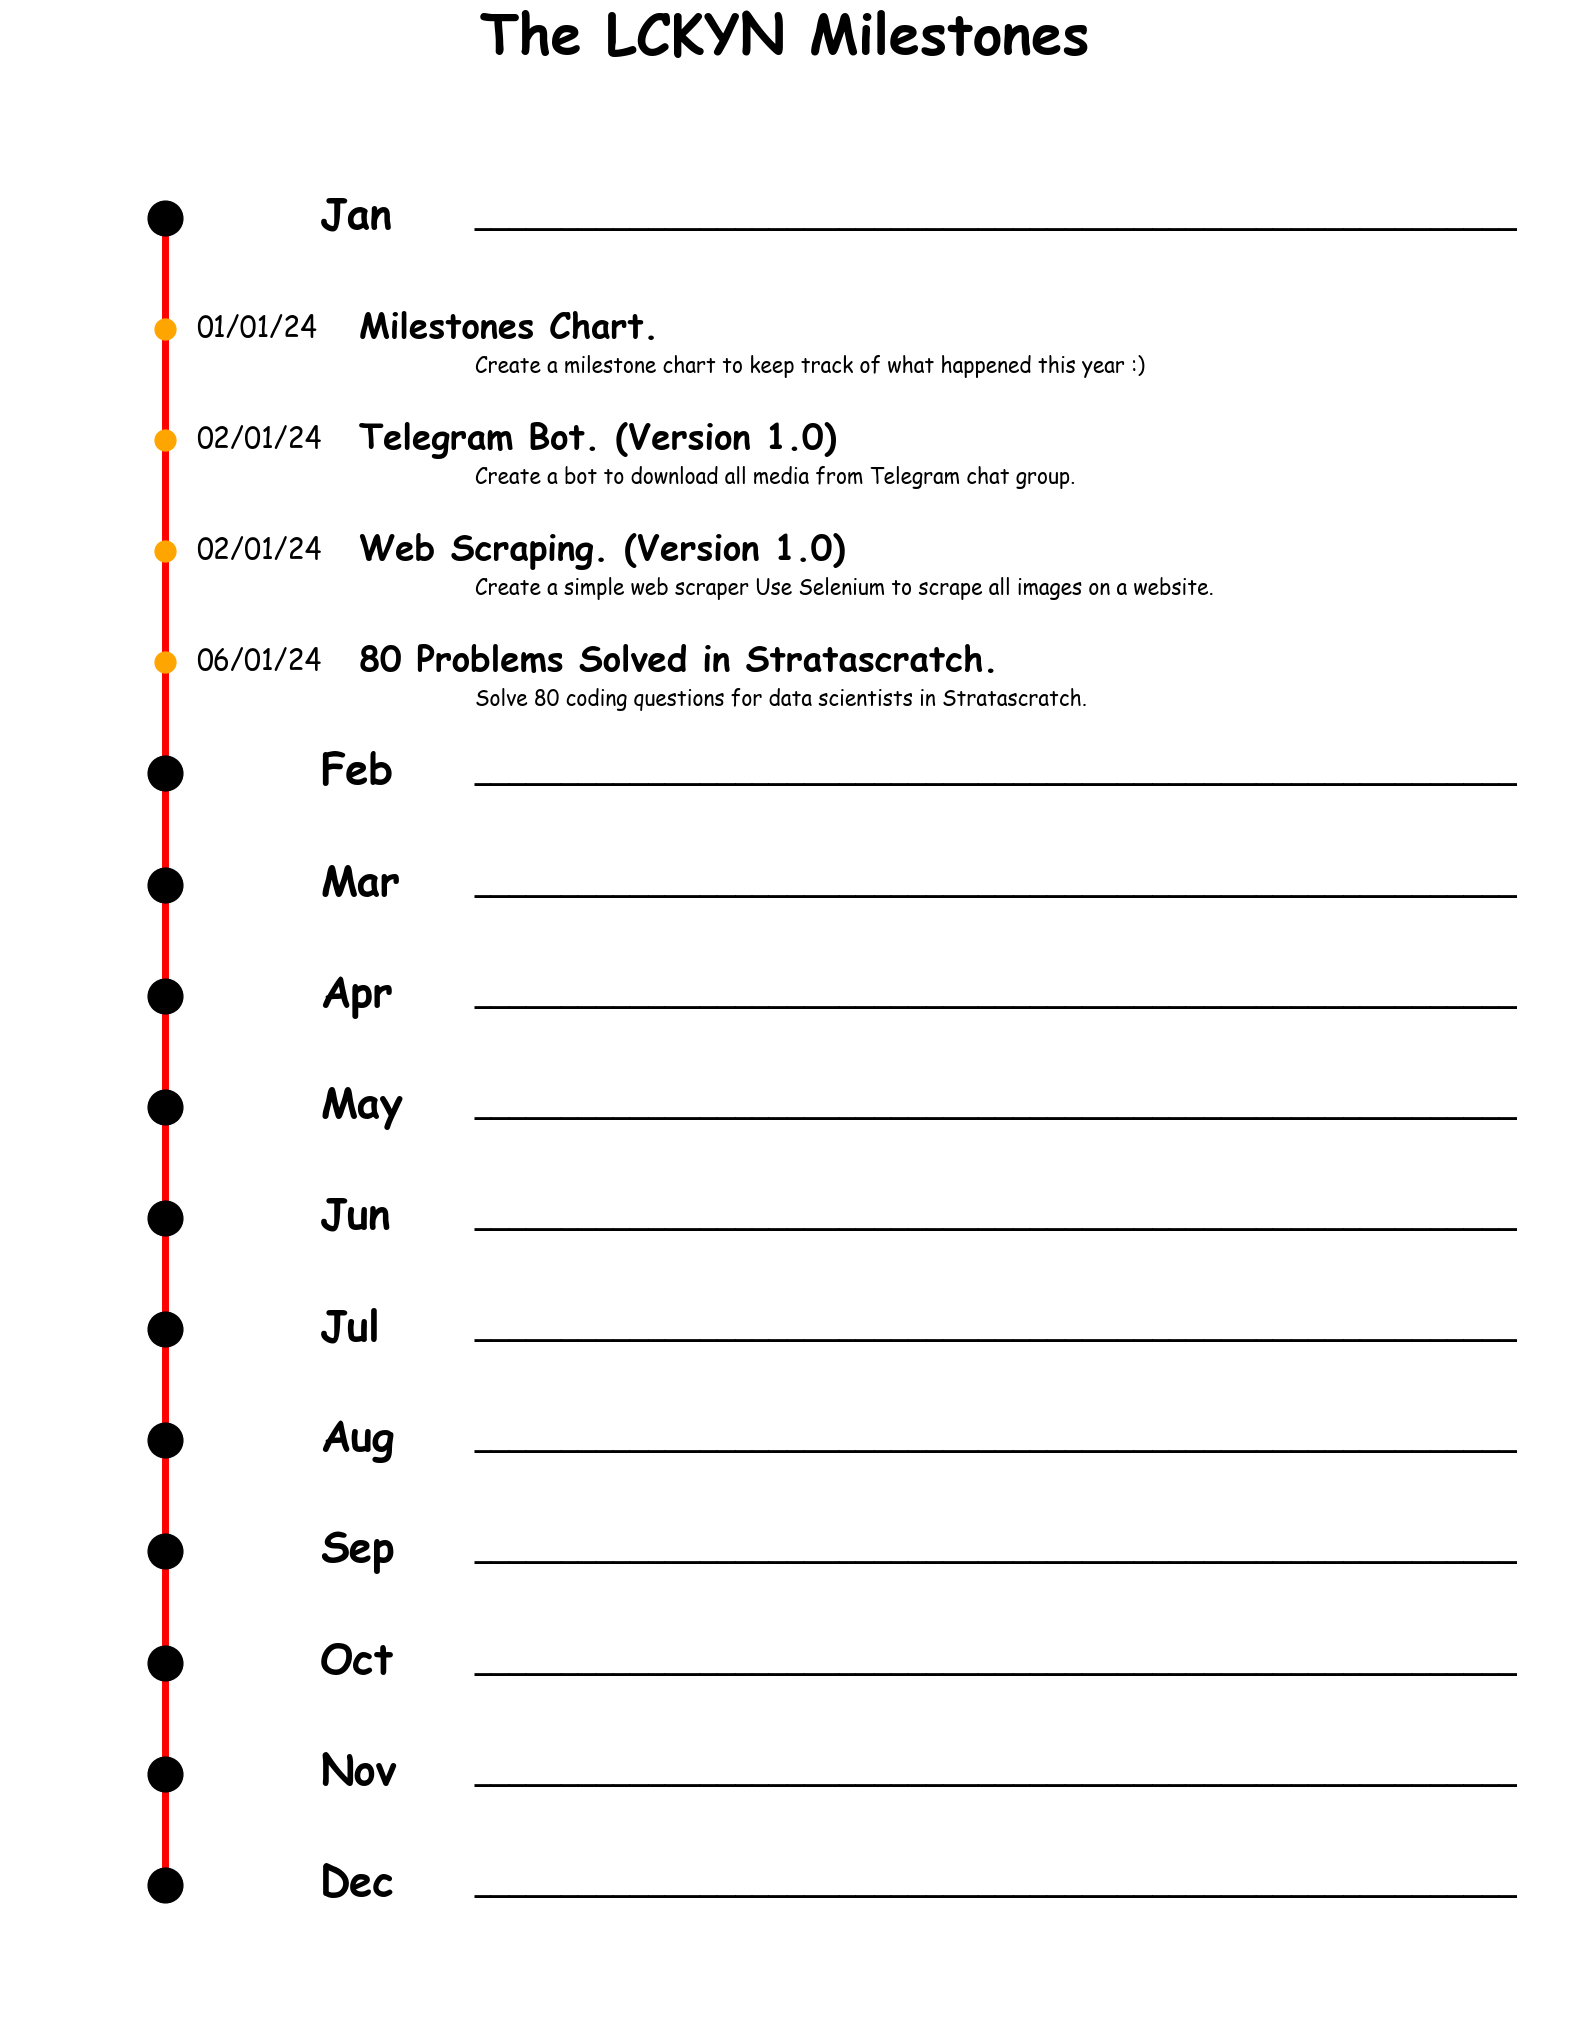 The LCKYN Milestones
Jan
01/01/24 Milestones Chart.
Create a milestone chart to keep track of what happened this year :)
02/01/24 Telegram Bot. (Version 1.0)
Create a bot to download all media from Telegram chat group.
02/01/24 Web Scraping. (Version 1.0)
Create a simple web scraper Use Selenium to scrape all images on a website.
06/01/24 80 Problems Solved in Stratascratch.
Solve 80 coding questions for data scientists in Stratascratch.
Feb
Mar
Apr
May
Jun
Jul
Aug
Sep
Oct
Nov
Dec